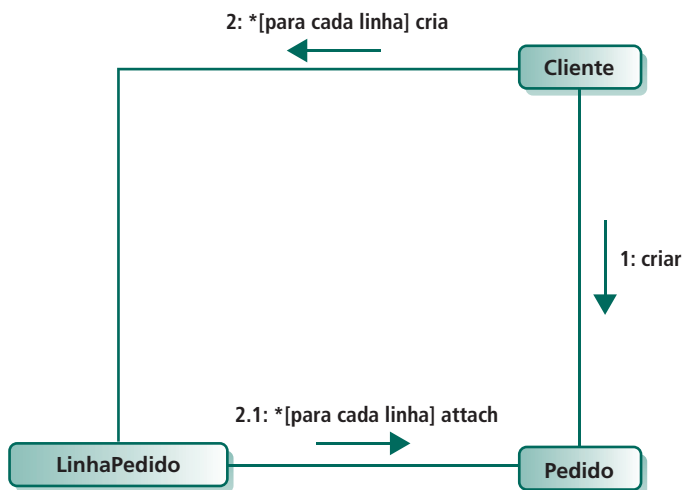 2: *[para cada linha] cria
Cliente
1: criar
2.1: *[para cada linha] attach
LinhaPedido
Pedido